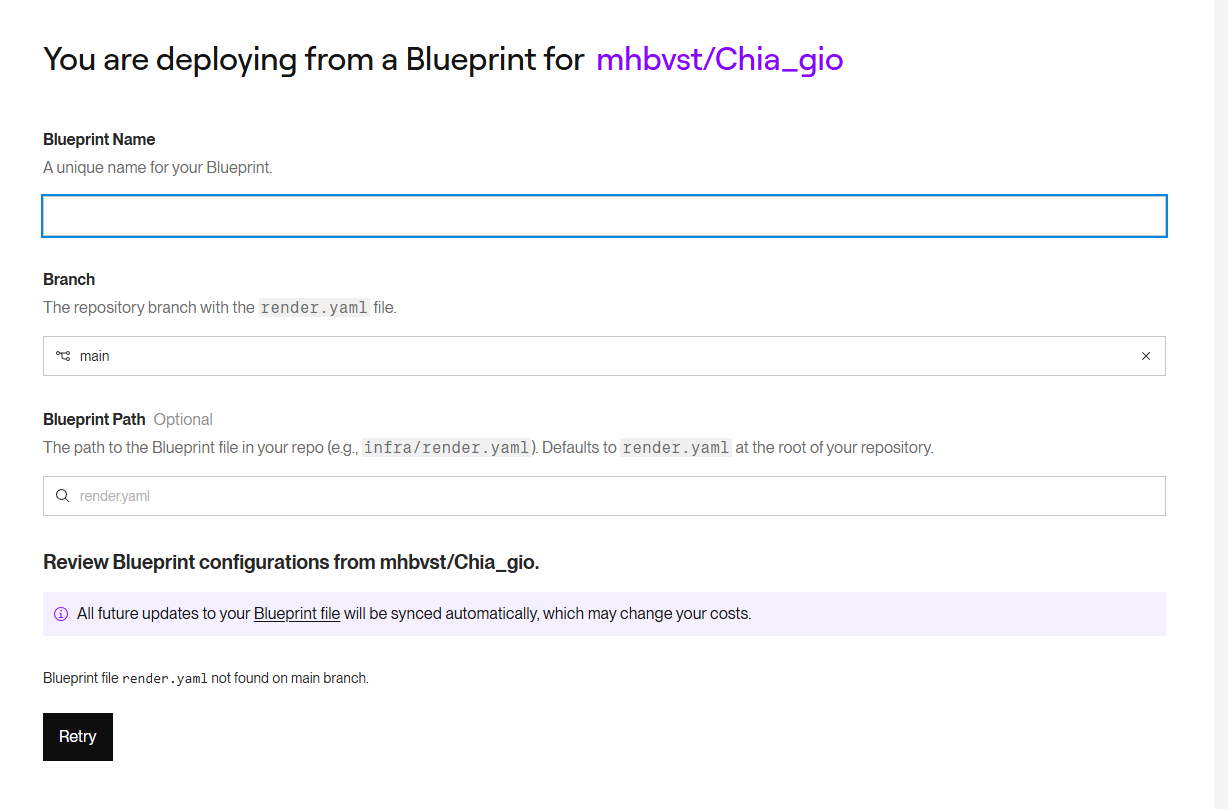 You are deploying from a Blueprint for mhbvst/Chia_gio
Blueprint Name
A unique name for your Blueprint.
Branch
The repository branch with the render.yaml file.
main
Blueprint Path Optional
The path to the Blueprint file in your repo (e.g., infra/render.yaml). Defaults to render.yaml at the root of your repository.
render.yaml
Review Blueprint configurations from mhbvst/Chia_gio.
All future updates to your Blueprint file will be synced automatically, which may change your costs.
Blueprint file render.yaml not found on main branch.
Retry